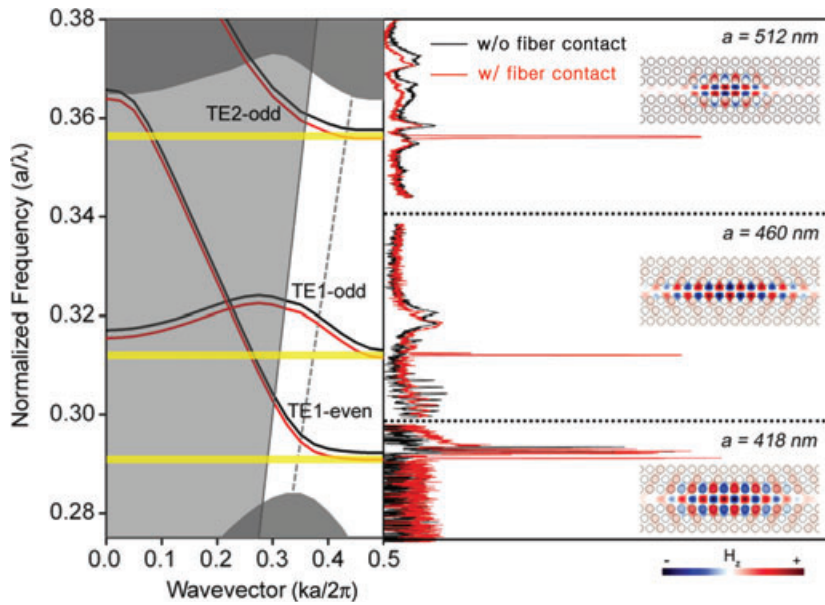 0.38
0.36
0.34
0.32
0.30
0.28
Normalized Frequency (a/λ)
TE2-odd
TE1-odd
TE1-even
0.0 0.1 0.2 0.3 0.4 0.5
Wavevector (ka/2π)
w/o fiber contact
w/ fiber contact
a = 512 nm
a = 460 nm
a = 418 nm
- Hz +